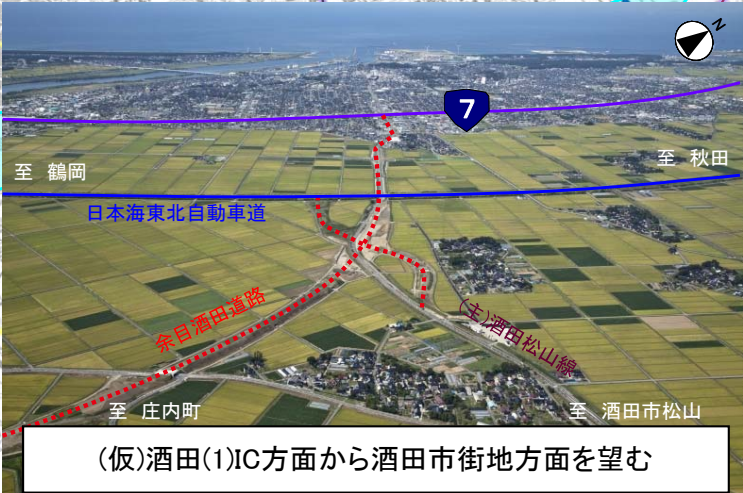 N
7
至 鶴岡
至 秋田
日本海東北自動車道
余目酒田道路
(主)酒田松山線
至 庄内町
至 酒田市松山
(仮)酒田(1)IC方面から酒田市街地方面を望む